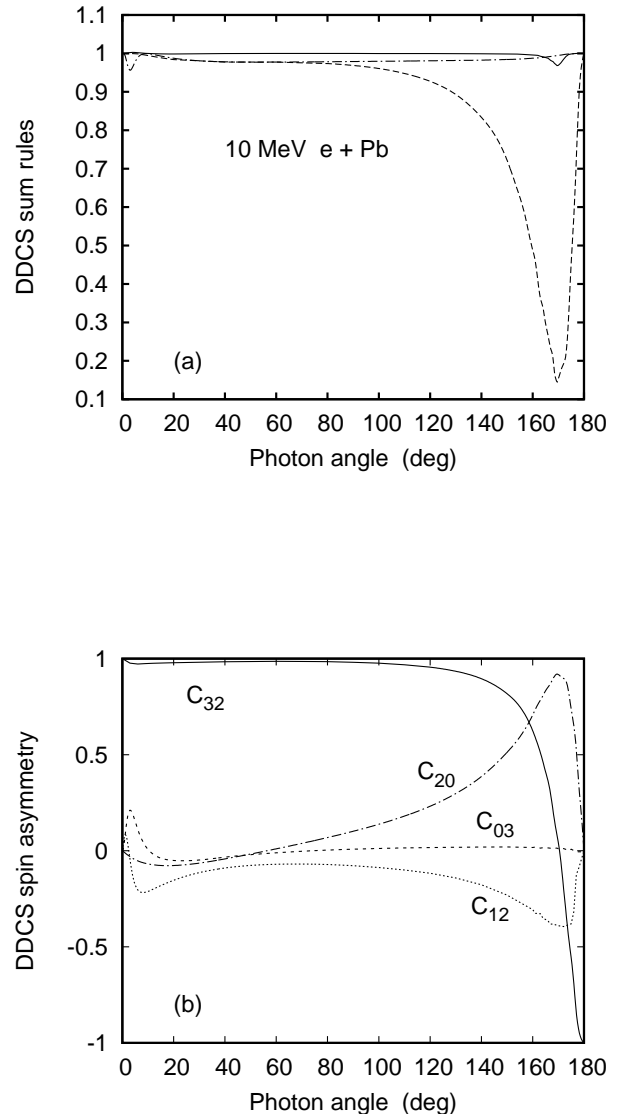 1.1
1
0.9
0.8
0.7
0.6
0.5
0.4
0.3
0.2
0.1
DDCS sum rules
10 MeV e + Pb
(a)
0 20 40 60 80 100 120 140 160 180
Photon angle (deg)
1
0.5
0
-0.5
-1
DDCS spin asymmetry
C32
C20
C03
C12
(b)
0 20 40 60 80 100 120 140 160 180
Photon angle (deg)